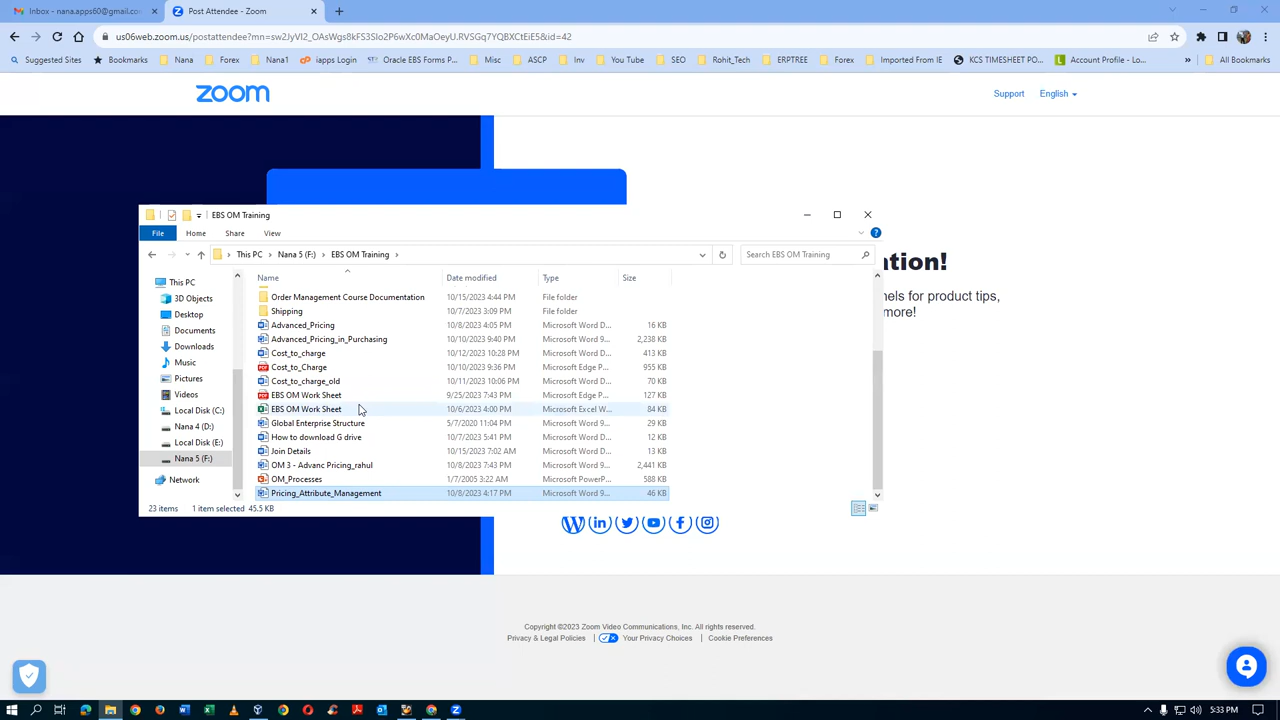 Inbox - nana.apps60@gmail.com
Post Attendee - Zoom
us06web.zoom.us/postattendee?mn=sw2JyVI2_OAsWgs8kFS3SIo2P6wXc0MaOeyU.RVSGq7YQBXCtEiE5&id=42
Suggested Sites Bookmarks Nana Forex Nana1 iapps Login Oracle EBS Forms P... Misc ASCP Inv You Tube SEO Rohit_Tech ERPTREE Forex Imported From IE KCS TIMESHEET PO... Account Profile - Lo... » All Bookmarks
zoom
Support English
EBS OM Training
File Home Share View
This PC > Nana 5 (F:) > EBS OM Training >
Search EBS OM Training
ation!
nels for product tips,
more!
Name Date modified Type Size
This PC
3D Objects
Desktop
Documents
Downloads
Music
Pictures
Videos
Local Disk (C:)
Nana 4 (D:)
Local Disk (E:)
Nana 5 (F:)
Network
Order Management Course Documentation 10/15/2023 4:44 PM File folder
Shipping 10/7/2023 3:09 PM File folder
Advanced_Pricing 10/8/2023 4:05 PM Microsoft Word D... 16 KB
Advanced_Pricing_in_Purchasing 10/10/2023 9:40 PM Microsoft Word 9... 2,238 KB
Cost_to_charge 10/12/2023 10:28 PM Microsoft Word D... 413 KB
Cost_to_Charge 10/10/2023 9:36 PM Microsoft Edge P... 955 KB
Cost_to_charge_old 10/11/2023 10:06 PM Microsoft Word D... 70 KB
EBS OM Work Sheet 9/25/2023 7:43 PM Microsoft Edge P... 127 KB
EBS OM Work Sheet 10/6/2023 4:00 PM Microsoft Excel W... 84 KB
Global Enterprise Structure 5/7/2020 11:04 PM Microsoft Word 9... 29 KB
How to download G drive 10/7/2023 5:41 PM Microsoft Word D... 12 KB
Join Details 10/15/2023 7:02 AM Microsoft Word D... 13 KB
OM 3 - Advanc Pricing_rahul 10/8/2023 7:43 PM Microsoft Word 9... 2,441 KB
OM_Processes 1/7/2005 3:22 AM Microsoft PowerP... 588 KB
Pricing_Attribute_Management 10/8/2023 4:17 PM Microsoft Word 9... 46 KB
23 items 1 item selected 45.5 KB
Copyright ©2023 Zoom Video Communications, Inc. All rights reserved.
Privacy & Legal Policies | Your Privacy Choices | Cookie Preferences
5:33 PM